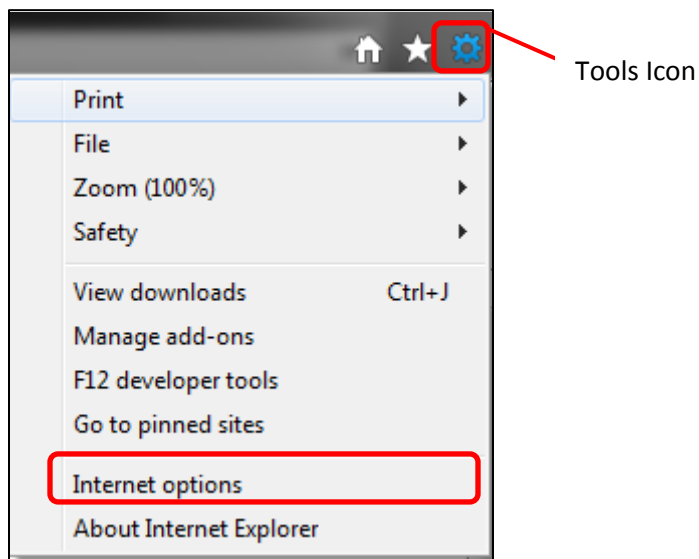 Tools Icon
Print
File
Zoom (100%)
Safety
View downloads Ctrl+J
Manage add-ons
F12 developer tools
Go to pinned sites
Internet options
About Internet Explorer